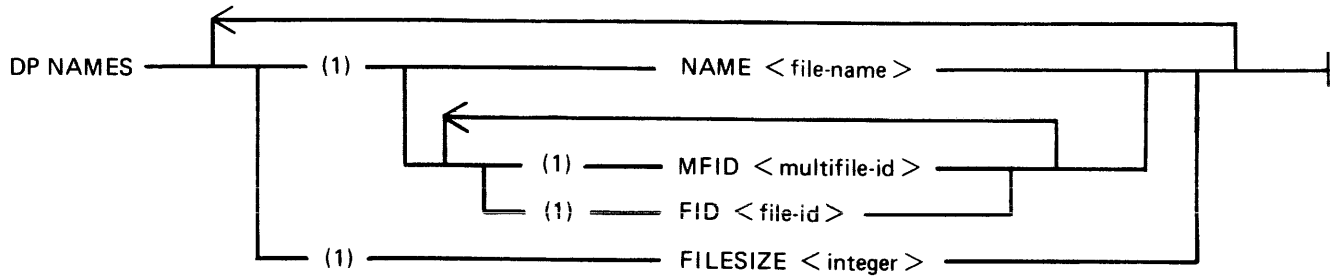 DP NAMES (1) NAME <file-name>
(1) MFID <multifile-id>
(1) FID <file-id>
(1) FILESIZE <integer>